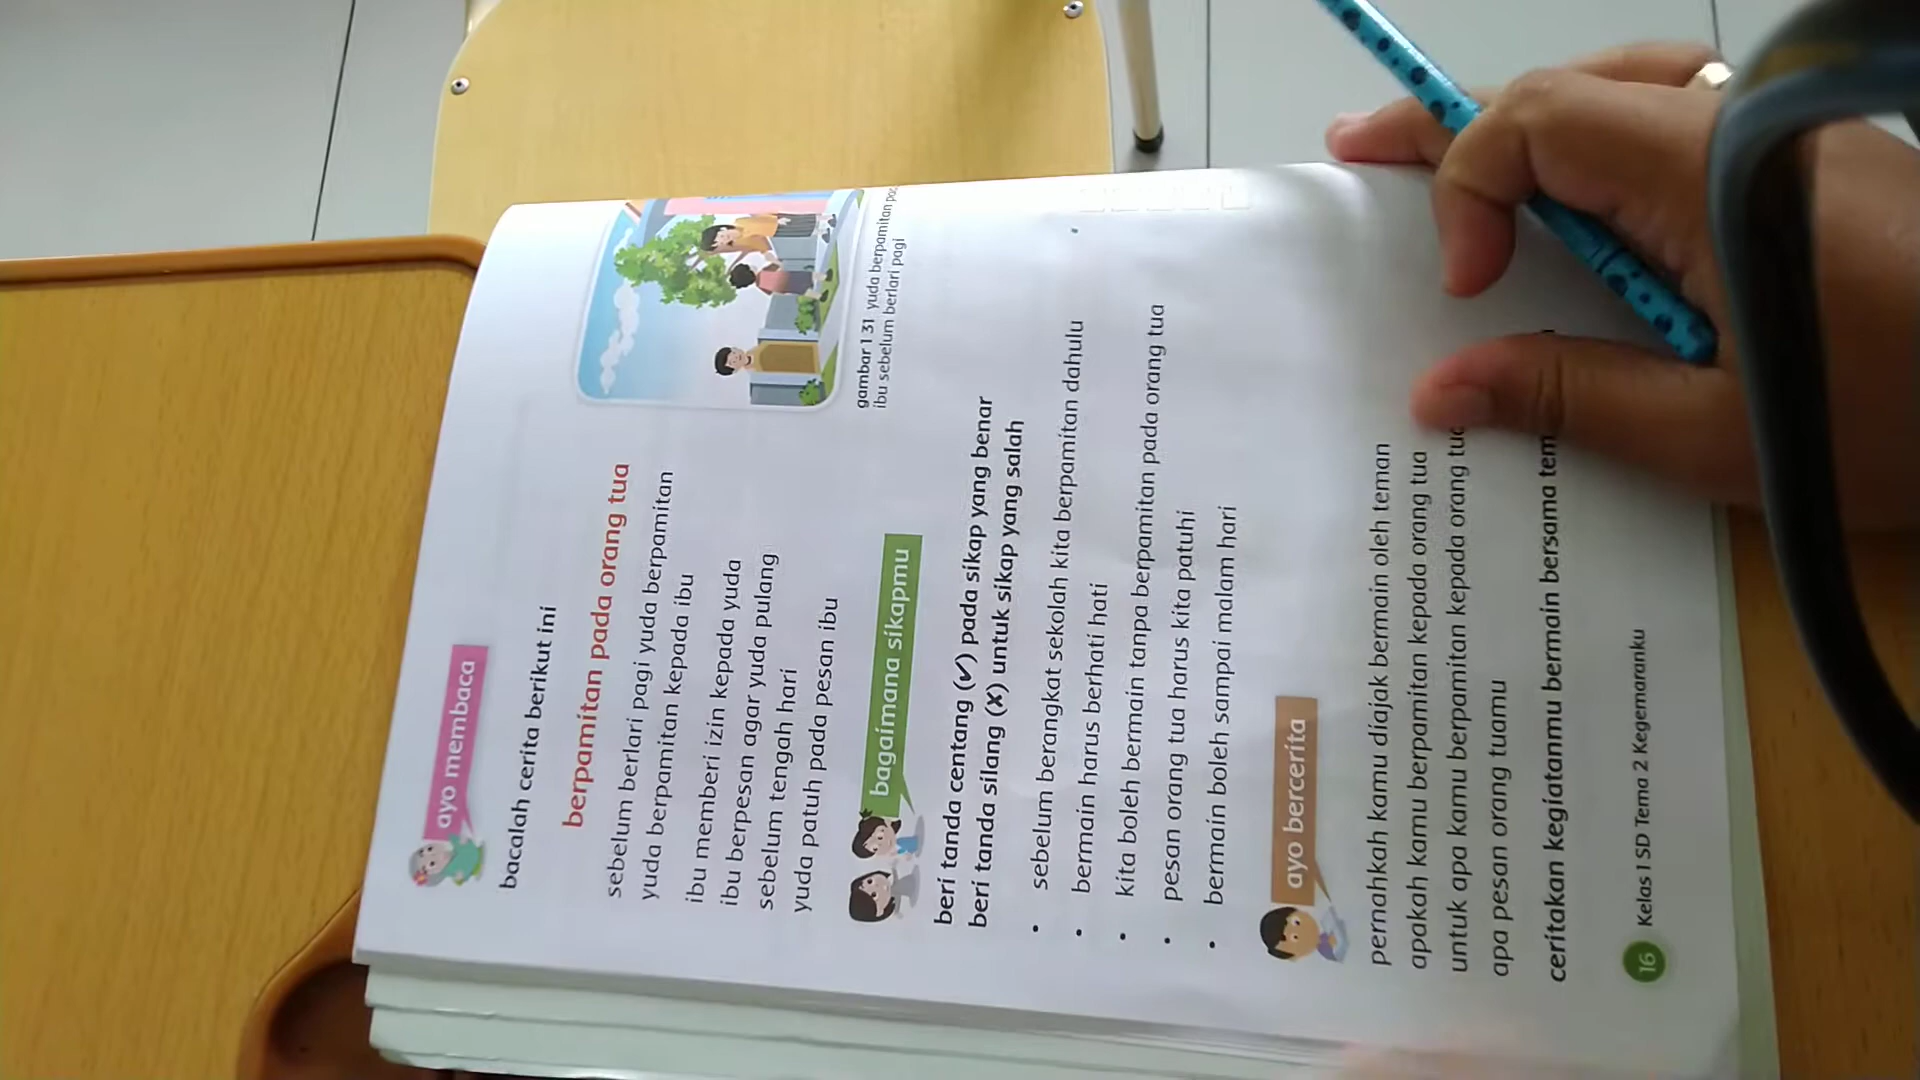 ayo membaca
bacalah cerita berikut ini
berpamitan pada orang tua
sebelum berlari pagi yuda berpamitan
yuda berpamitan kepada ibu
ibu memberi izin kepada yuda
ibu berpesan agar yuda pulang
sebelum tengah hari
yuda patuh pada pesan ibu
gambar 1.31 yuda berpamitan
ibu sebelum berlari pagi
bagaimana sikapmu
beri tanda centang (✓) pada sikap yang benar
beri tanda silang (✗) untuk sikap yang salah
• sebelum berangkat sekolah kita berpamitan dahulu
• bermain harus berhati hati
• kita boleh bermain tanpa berpamitan pada orang tua
• pesan orang tua harus kita patuhi
• bermain boleh sampai malam hari
ayo bercerita
pernahkah kamu diajak bermain oleh teman
apakah kamu berpamitan kepada orang tua
untuk apa kamu berpamitan kepada orang tua
apa pesan orang tuamu
ceritakan kegiatanmu bermain bersama
16 Kelas 1 SD Tema 2 Kegemaranku